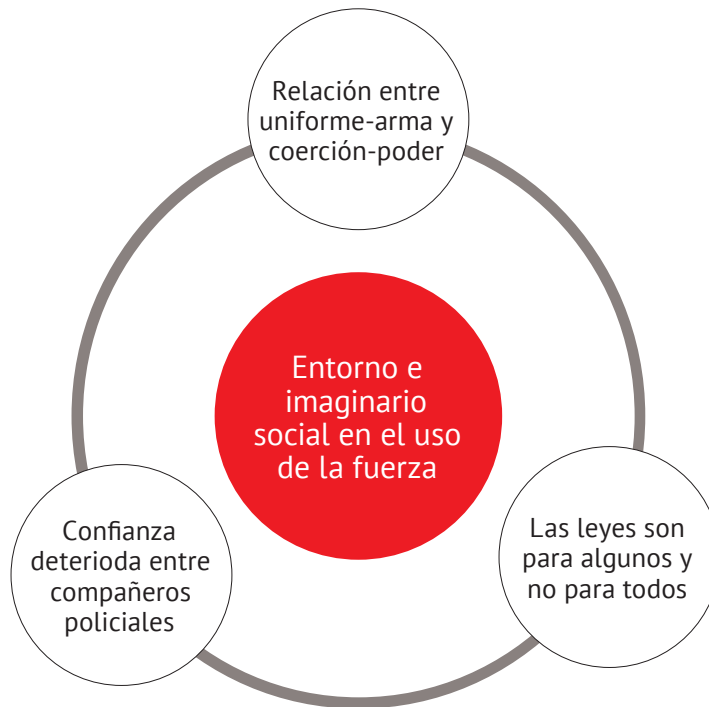 Relación entre
uniforme-arma y
coerción-poder
Entorno e
imaginario
social en el uso
de la fuerza
Confianza
deterioda entre
compañeros
policiales
Las leyes son
para algunos y
no para todos